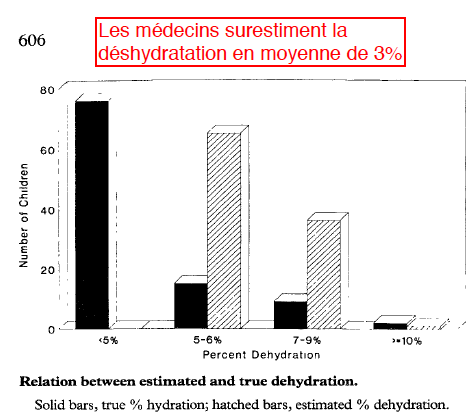 606
Les médecins surestiment la
déshydratation en moyenne de 3%
80
60
40
20
0
Number of Children
<5%
5-6%
7-9%
>=10%
Percent Dehydration
Relation between estimated and true dehydration.
Solid bars, true % hydration; hatched bars, estimated % dehydration.